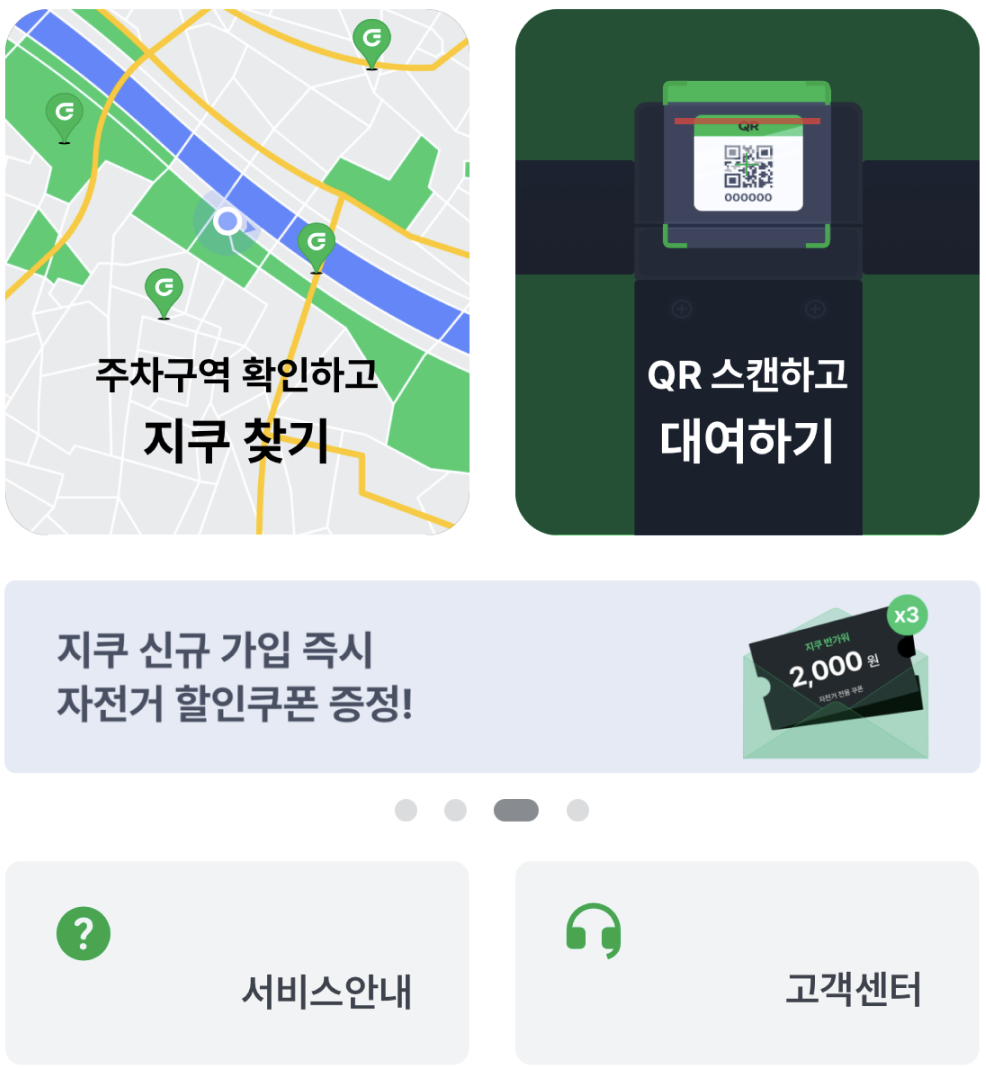 주차구역 확인하고
지쿠 찾기
QR
000000
QR 스캔하고
대여하기
지쿠 신규 가입 즉시
자전거 할인쿠폰 증정!
x3
지쿠 반가워
2,000 원
자전거 전용 쿠폰
서비스안내
고객센터